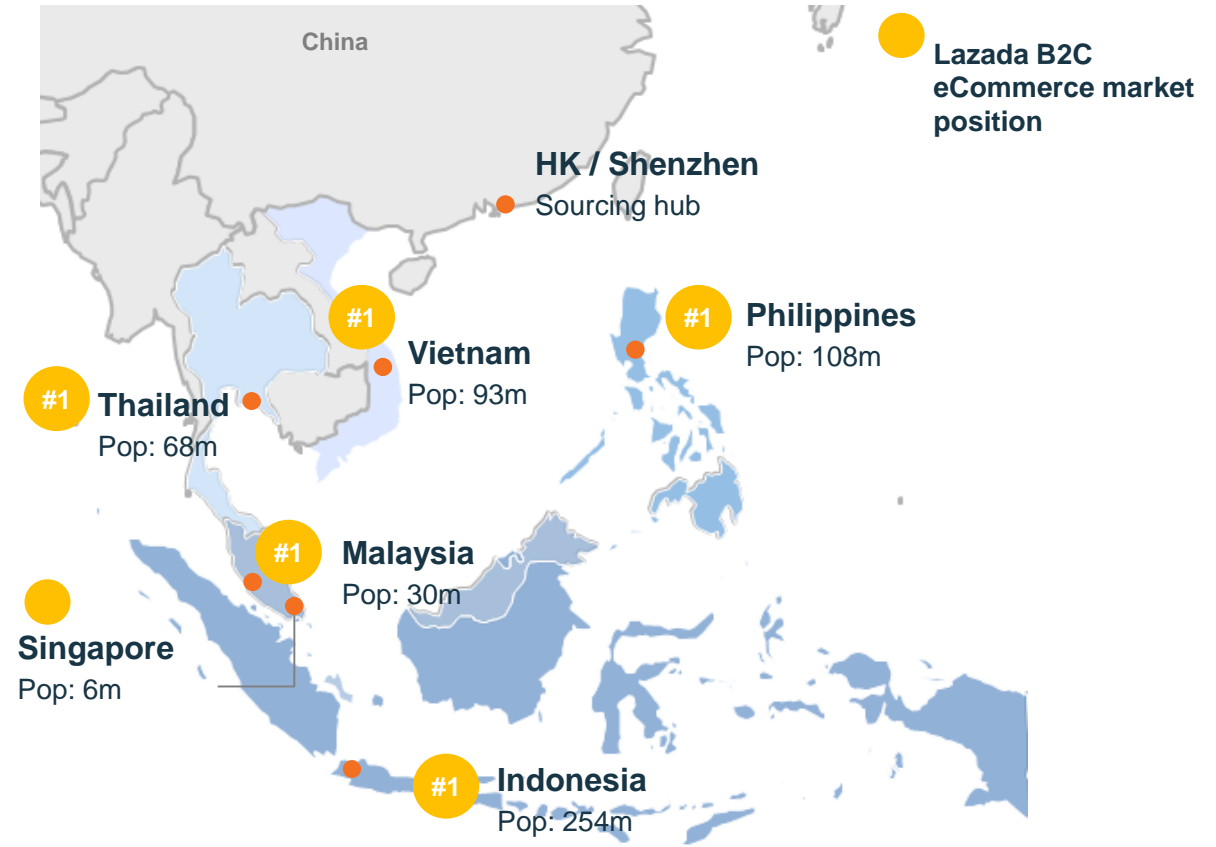 China
Lazada B2C
eCommerce market
position
HK / Shenzhen
Sourcing hub
#1
Vietnam
Pop: 93m
#1
Philippines
Pop: 108m
#1
Thailand
Pop: 68m
#1
Malaysia
Pop: 30m
Singapore
Pop: 6m
#1
Indonesia
Pop: 254m